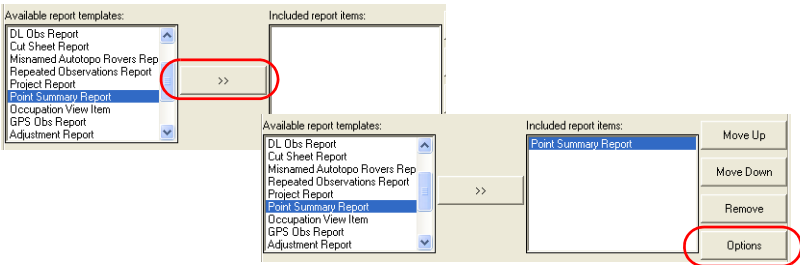 Available report templates:
Included report items:
DL Obs Report
Cut Sheet Report
Misnamed Autotopo Rovers Rep
Repeated Observations Report
Project Report
Point Summary Report
Occupation View Item
GPS Obs Report
Adjustment Report
>>
Available report templates:
Included report items:
DL Obs Report
Cut Sheet Report
Misnamed Autotopo Rovers Rep
Repeated Observations Report
Project Report
Point Summary Report
Occupation View Item
GPS Obs Report
Adjustment Report
>>
Point Summary Report
Move Up
Move Down
Remove
Options